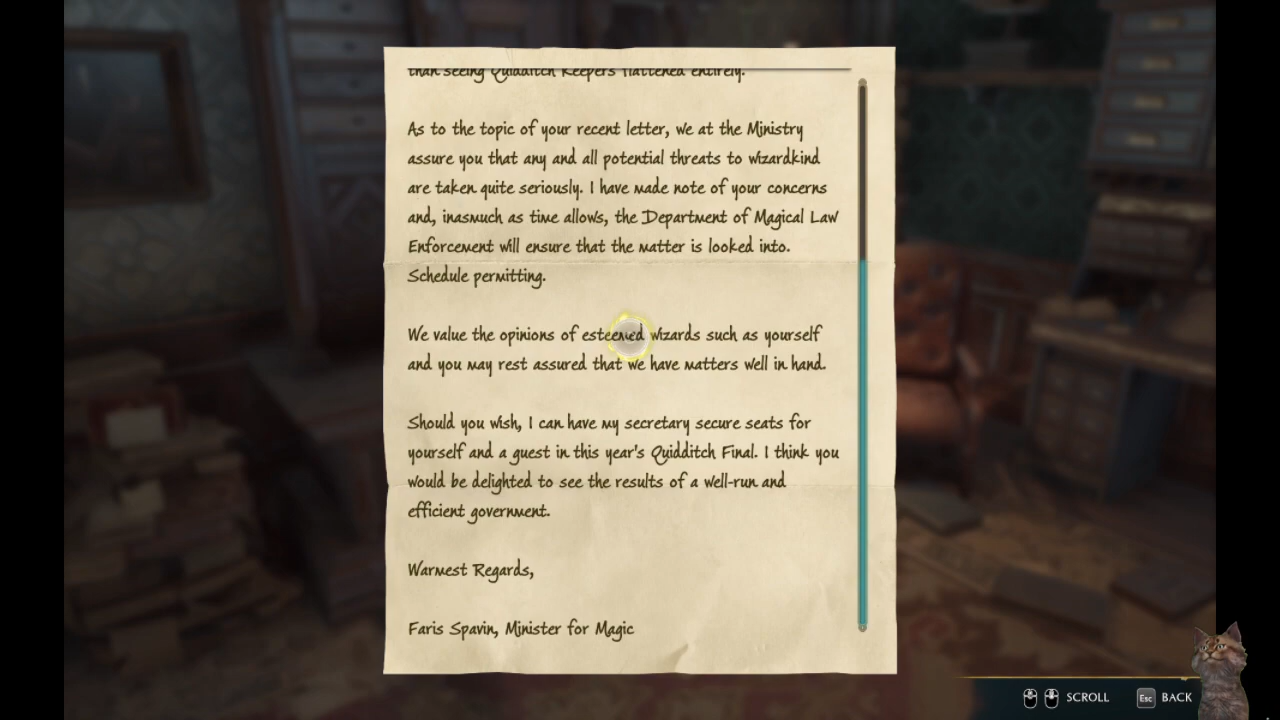 than seeing Quidditch Keepers flattened entirely.
As to the topic of your recent letter, we at the Ministry
assure you that any and all potential threats to wizardkind
are taken quite seriously. I have made note of your concerns
and, inasmuch as time allows, the Department of Magical Law
Enforcement will ensure that the matter is looked into.
Schedule permitting.
We value the opinions of esteemed wizards such as yourself
and you may rest assured that we have matters well in hand.
Should you wish, I can have my secretary secure seats for
yourself and a guest in this year's Quidditch Final. I think you
would be delighted to see the results of a well-run and
efficient government.
Warmest Regards,
Faris Spavin, Minister for Magic
SCROLL Esc BACK